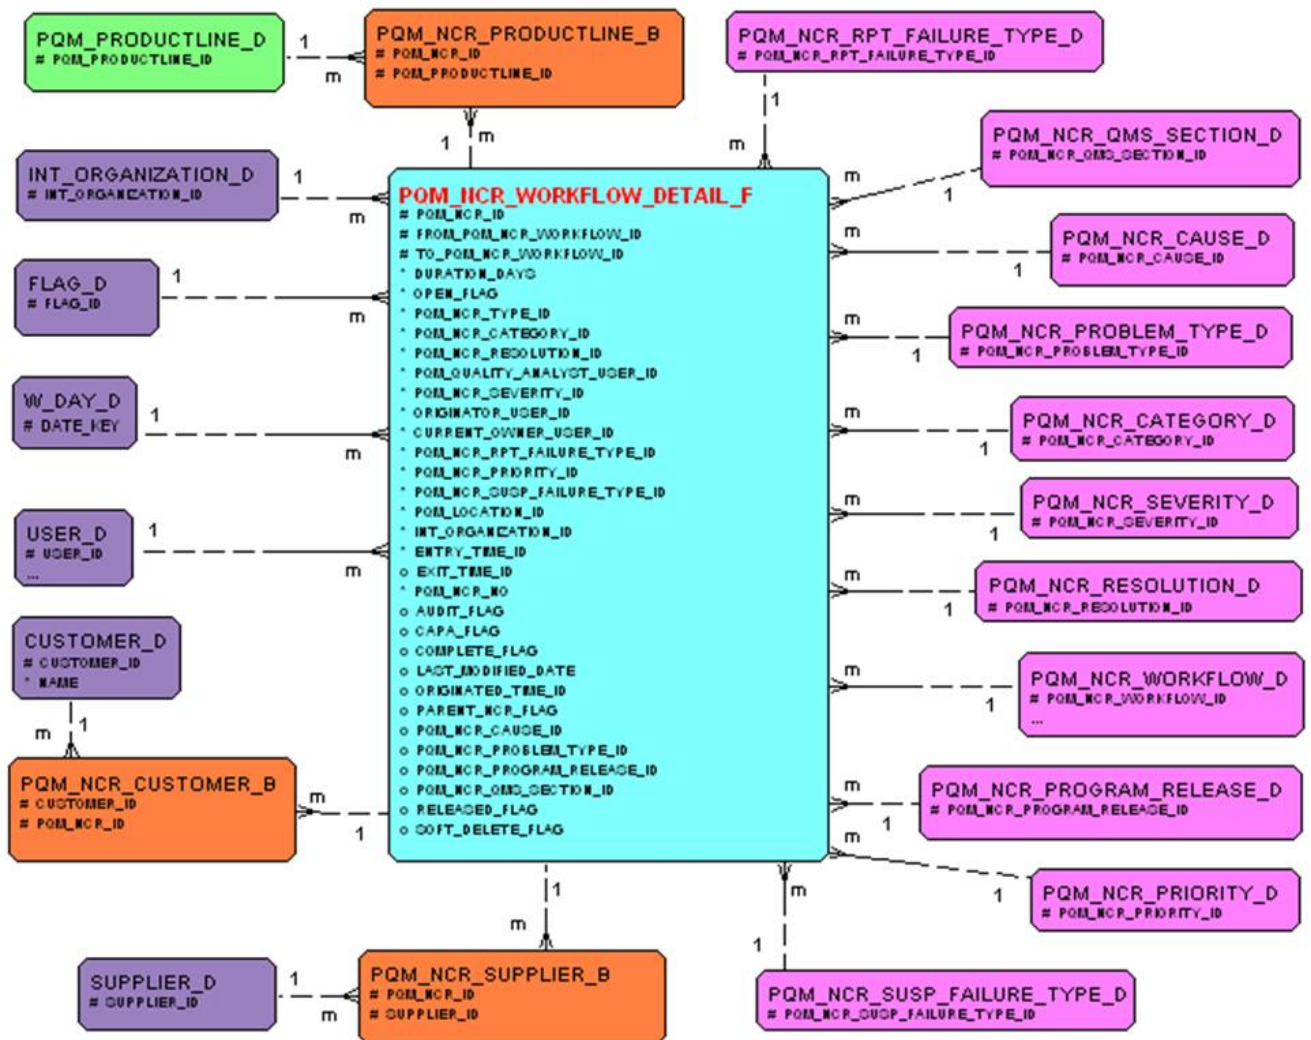 PQM_PRODUCTLINE_D
# PQM_PRODUCTLINE_ID
1
m
PQM_NCR_PRODUCTLINE_B
# PQM_NCR_ID
# PQM_PRODUCTLINE_ID
m
1
PQM_NCR_RPT_FAILURE_TYPE_D
# PQM_NCR_RPT_FAILURE_TYPE_ID
1
m
INT_ORGANIZATION_D
# INT_ORGANIZATION_ID
1
m
FLAG_D
# FLAG_ID
1
m
W_DAY_D
# DATE_KEY
1
m
USER_D
# USER_ID
...
1
m
CUSTOMER_D
# CUSTOMER_ID
* NAME
1
m
PQM_NCR_CUSTOMER_B
# CUSTOMER_ID
# PQM_NCR_ID
m
1
PQM_NCR_WORKFLOW_DETAIL_F
# PQM_NCR_ID
# FROM_PQM_NCR_WORKFLOW_ID
# TO_PQM_NCR_WORKFLOW_ID
* DURATION_DAYS
* OPEN_FLAG
* PQM_NCR_TYPE_ID
* PQM_NCR_CATEGORY_ID
* PQM_NCR_RESOLUTION_ID
* PQM_QUALITY_ANALYST_USER_ID
* PQM_NCR_SEVERITY_ID
* ORIGINATOR_USER_ID
* CURRENT_OWNER_USER_ID
* PQM_NCR_RPT_FAILURE_TYPE_ID
* PQM_NCR_PRIORITY_ID
* PQM_NCR_SUSP_FAILURE_TYPE_ID
* PQM_LOCATION_ID
* INT_ORGANIZATION_ID
* ENTRY_TIME_ID
o EXIT_TIME_ID
* PQM_NCR_NO
o AUDIT_FLAG
o CAPA_FLAG
o COMPLETE_FLAG
o LAST_MODIFIED_DATE
o ORIGINATED_TIME_ID
o PARENT_NCR_FLAG
o PQM_NCR_CAUSE_ID
o PQM_NCR_PROBLEM_TYPE_ID
o PQM_NCR_PROGRAM_RELEASE_ID
o PQM_NCR_QMS_SECTION_ID
o RELEASED_FLAG
o SOFT_DELETE_FLAG
PQM_NCR_QMS_SECTION_D
# PQM_NCR_QMS_SECTION_ID
m
1
PQM_NCR_CAUSE_D
# PQM_NCR_CAUSE_ID
m
1
PQM_NCR_PROBLEM_TYPE_D
# PQM_NCR_PROBLEM_TYPE_ID
m
1
PQM_NCR_CATEGORY_D
# PQM_NCR_CATEGORY_ID
m
1
PQM_NCR_SEVERITY_D
# PQM_NCR_SEVERITY_ID
m
1
PQM_NCR_RESOLUTION_D
# PQM_NCR_RESOLUTION_ID
m
1
PQM_NCR_WORKFLOW_D
# PQM_NCR_WORKFLOW_ID
...
m
1
PQM_NCR_PROGRAM_RELEASE_D
# PQM_NCR_PROGRAM_RELEASE_ID
m
1
PQM_NCR_PRIORITY_D
# PQM_NCR_PRIORITY_ID
m
1
SUPPLIER_D
# SUPPLIER_ID
1
m
PQM_NCR_SUPPLIER_B
# PQM_NCR_ID
# SUPPLIER_ID
1
m
PQM_NCR_SUSP_FAILURE_TYPE_D
# PQM_NCR_SUSP_FAILURE_TYPE_ID
m
1